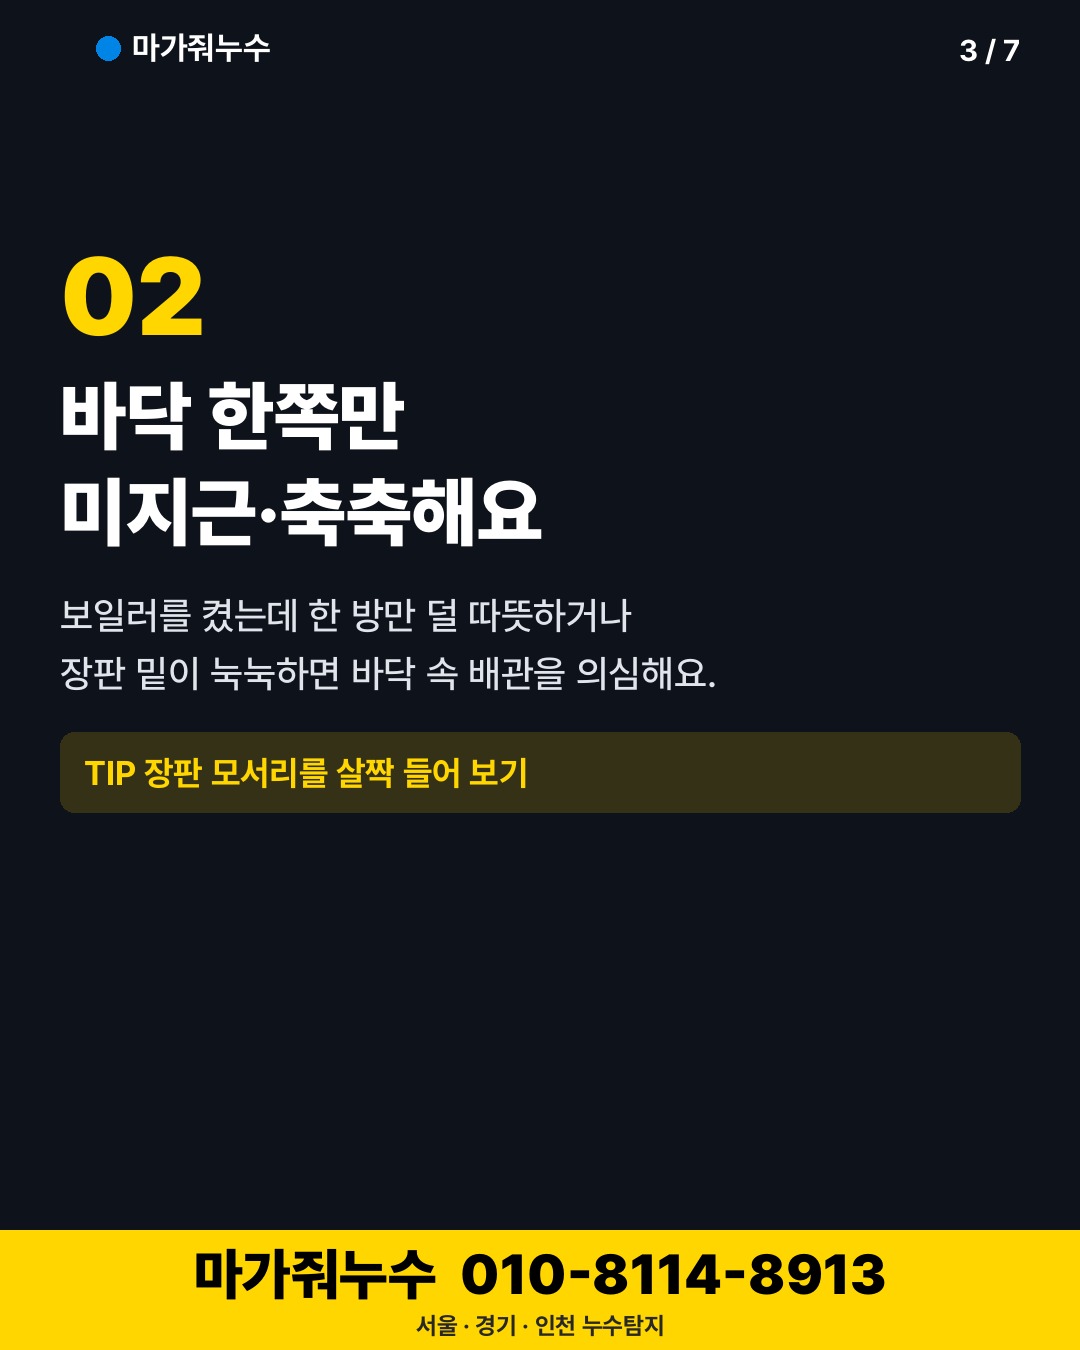 마가줘누수
3 / 7
02
바닥 한쪽만
미지근·축축해요
보일러를 켰는데 한 방만 덜 따뜻하거나
장판 밑이 눅눅하면 바닥 속 배관을 의심해요.
TIP 장판 모서리를 살짝 들어 보기
마가줘누수 010-8114-8913
서울 · 경기 · 인천 누수탐지